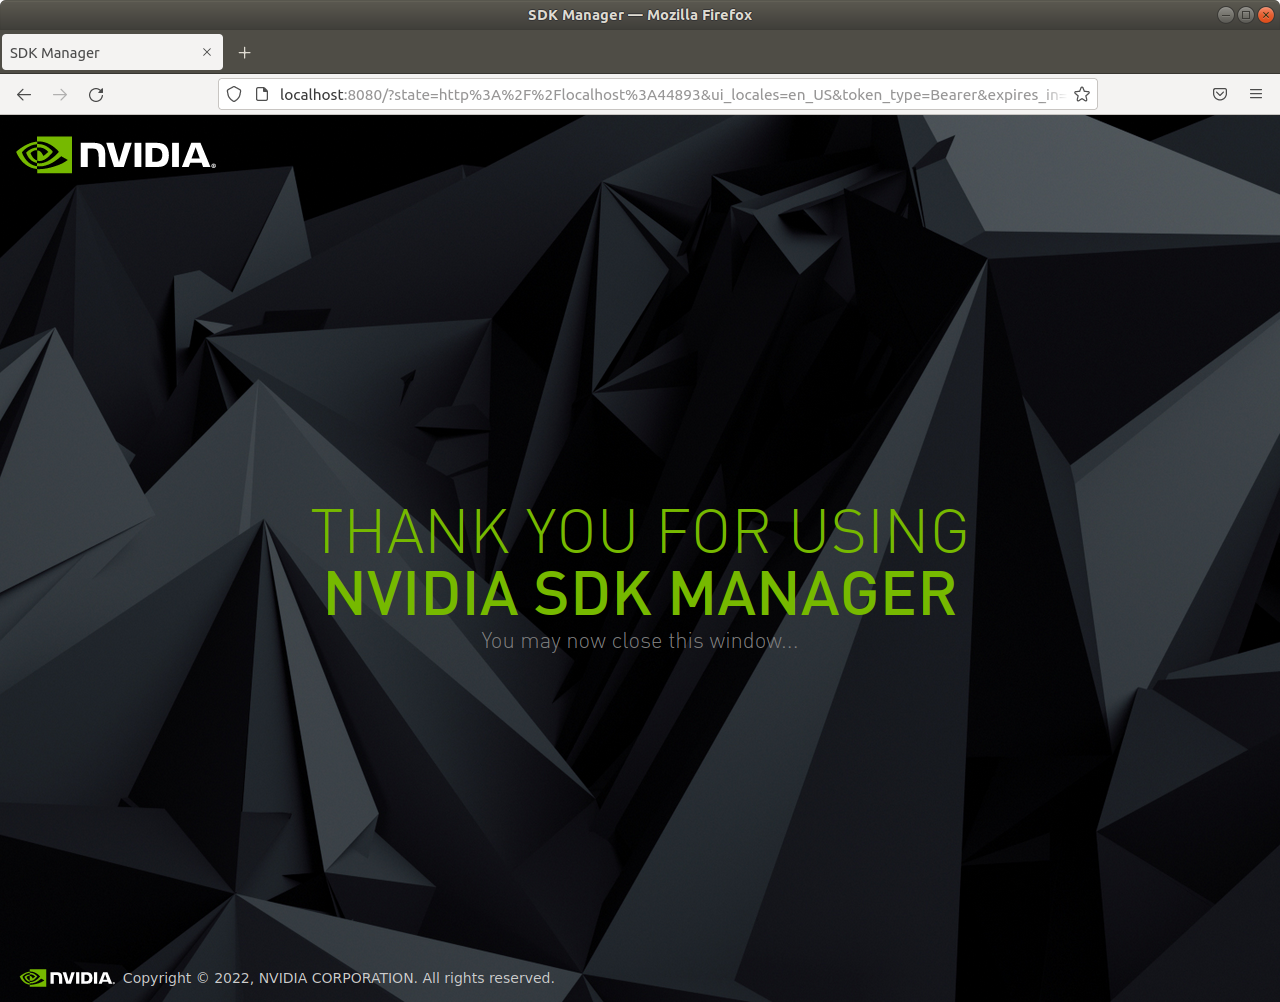 SDK Manager — Mozilla Firefox
SDK Manager
localhost:8080/?state=http%3A%2F%2Flocalhost%3A44893&ui_locales=en_US&token_type=Bearer&expires_in=
NVIDIA®
THANK YOU FOR USING
NVIDIA SDK MANAGER
You may now close this window...
NVIDIA. Copyright © 2022, NVIDIA CORPORATION. All rights reserved.